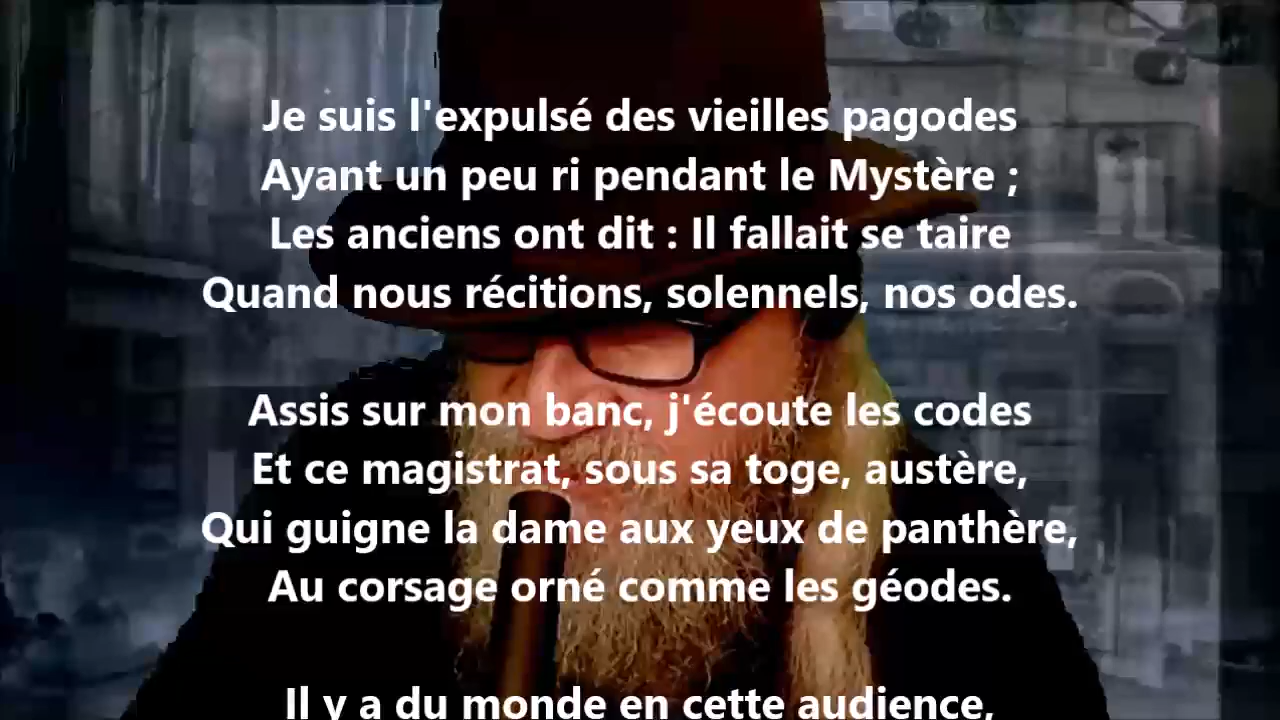 Je suis l'expulsé des vieilles pagodes
Ayant un peu ri pendant le Mystère ;
Les anciens ont dit : Il fallait se taire
Quand nous récitions, solennels, nos odes.
Assis sur mon banc, j'écoute les codes
Et ce magistrat, sous sa toge, austère,
Qui guigne la dame aux yeux de panthère,
Au corsage orné comme les géodes.
Il y a du monde en cette audience,